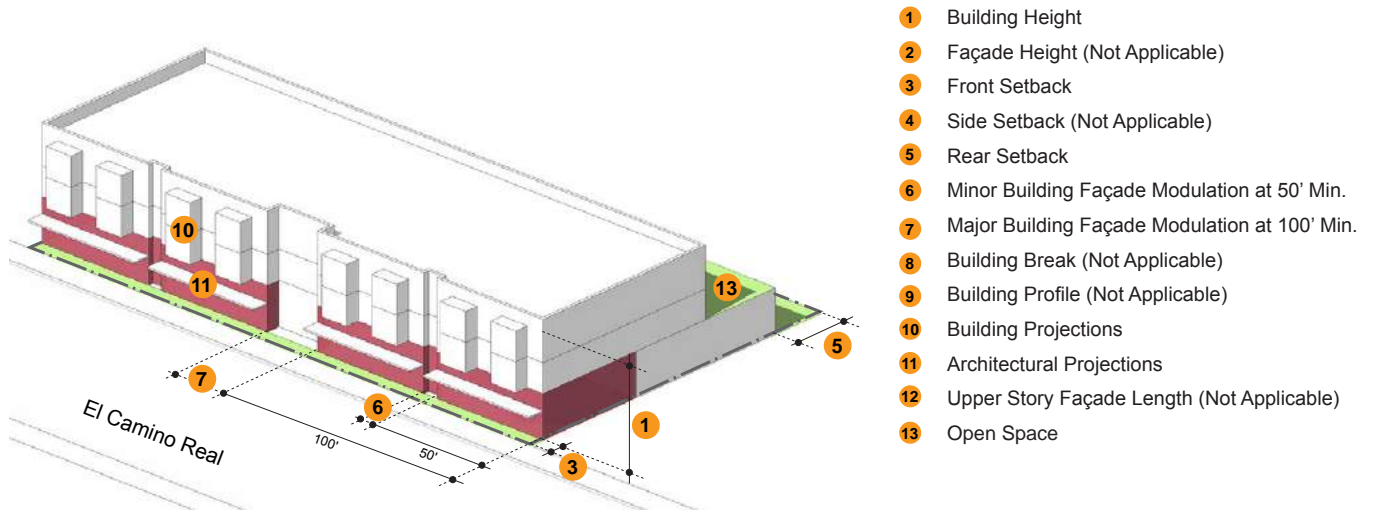 1 Building Height
2 Façade Height (Not Applicable)
3 Front Setback
4 Side Setback (Not Applicable)
5 Rear Setback
6 Minor Building Façade Modulation at 50’ Min.
7 Major Building Façade Modulation at 100’ Min.
8 Building Break (Not Applicable)
9 Building Profile (Not Applicable)
10 Building Projections
11 Architectural Projections
12 Upper Story Façade Length (Not Applicable)
13 Open Space
10
11
13
5
7
6
1
3
100'
50'
El Camino Real